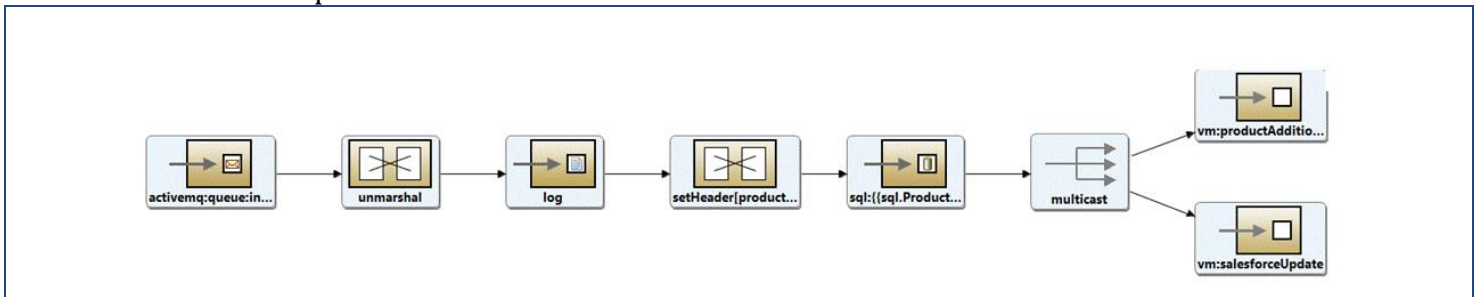 activemq:queue:in...
unmarshal
log
setHeader[product...
sql:{{sql.Product...
multicast
vm:productAdditio...
vm:salesforceUpdate